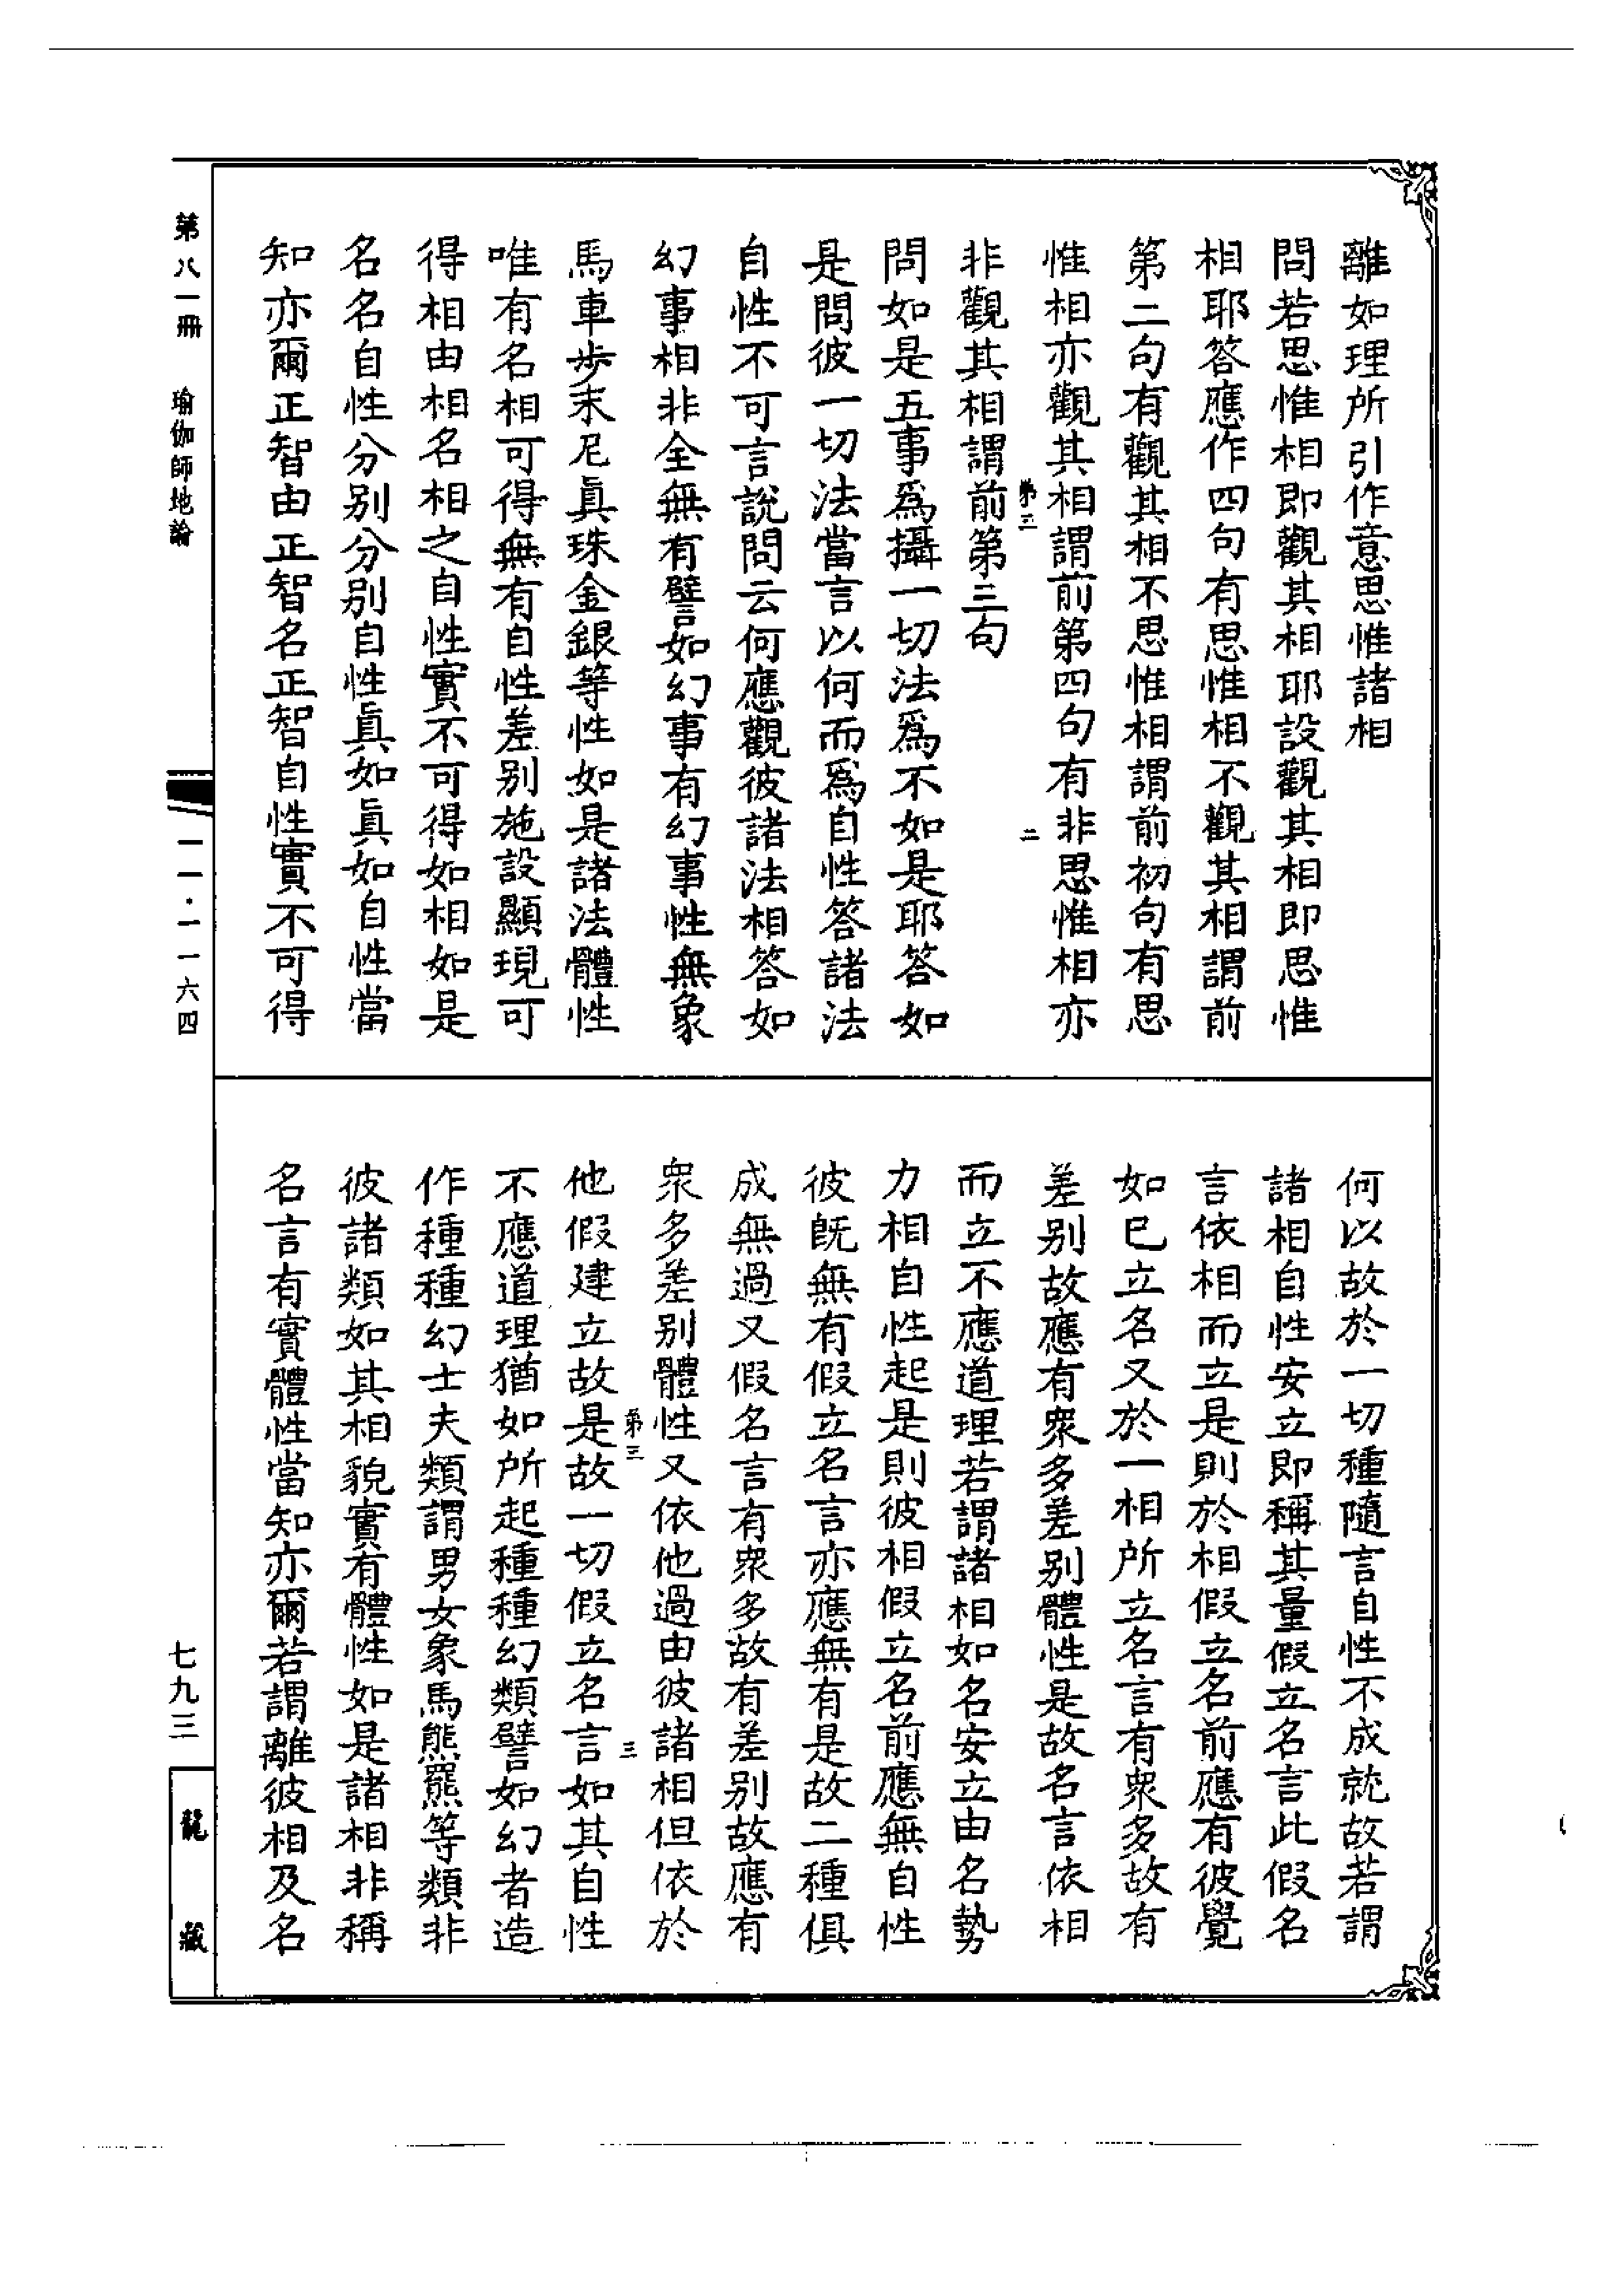 離如理所引作意思惟諸相
問若思惟相即觀其相耶設觀其相即思惟
相耶答應作四句有思惟相不觀其相謂前
第二句有觀其相不思惟相謂前初句有思
惟相亦觀其相謂前第四句有非思惟相亦
第三
二
非觀其相謂前第三句
問如是五事爲攝一切法爲不如是耶答如
是問彼一切法當言以何而爲自性答諸法
自性不可言說問云何應觀彼諸法相答如
幻事相非全無有譬如幻事有幻事性無象
馬車步末尼眞珠金銀等性如是諸法體性
唯有名相可得無有自性差别施設顯現可
得相由相名相之自性實不可得如相如是
名名自性分别分别自性眞如眞如自性當
知亦爾正智由正智名正智自性實不可得
何以故於一切種隨言自性不成就故若謂
諸相自性安立即稱其量假立名言此假名
言依相而立是則於相假立名前應有彼覺
如已立名又於一相所立名言有衆多故有
差别故應有衆多差别體性是故名言依相
而立不應道理若謂諸相如名安立由名勢
力相自性起是則彼相假立名前應無自性
彼既無有假立名言亦應無有是故二種俱
成無過又假名言有衆多故有差别故應有
衆多差别體性又依他過由彼諸相但依於
第三
三
他假建立故是故一切假立名言如其自性
不應道理猶如所起種種幻類譬如幻者造
作種種幻士夫類謂男女象馬熊羆等類非
彼諸類如其相貌實有體性如是諸相非稱
名言有實體性當知亦爾若謂離彼相及名
第八一冊
瑜伽師地論
一一·一一六四
七九三
龍藏